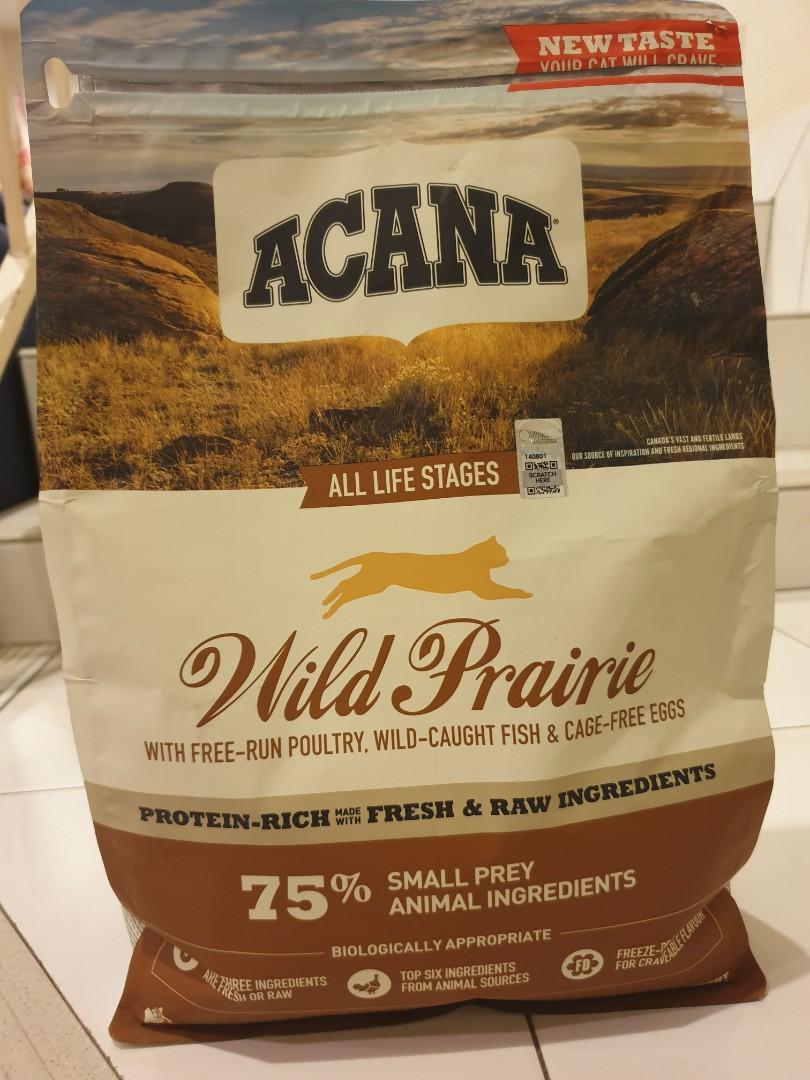 NEW TASTE
YOUR CAT WILL CRAVE
ACANA®
CANADA'S VAST AND FERTILE LANDS
OUR SOURCE OF INSPIRATION AND FRESH REGIONAL INGREDIENTS
140801
SCRATCH
HERE
ALL LIFE STAGES
Wild Prairie
WITH FREE-RUN POULTRY, WILD-CAUGHT FISH & CAGE-FREE EGGS
PROTEIN-RICH MADE WITH FRESH & RAW INGREDIENTS
75% SMALL PREY
ANIMAL INGREDIENTS
BIOLOGICALLY APPROPRIATE
THREE INGREDIENTS
ARE FRESH OR RAW
TOP SIX INGREDIENTS
FROM ANIMAL SOURCES
FD
FOR CRAVEABLE FLAVOUR